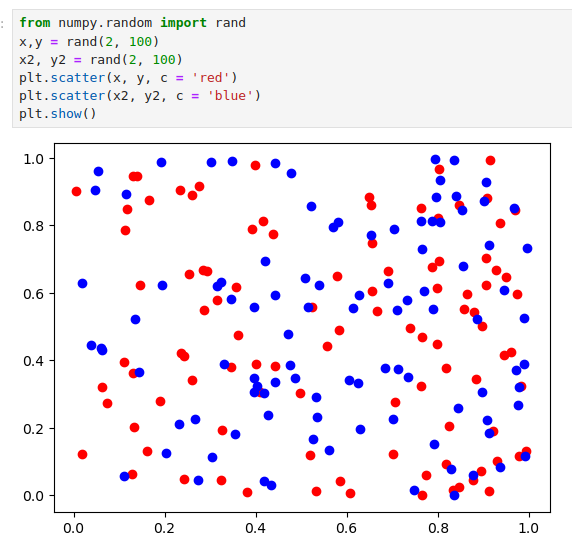 :
from numpy.random import rand
x,y = rand(2, 100)
x2, y2 = rand(2, 100)
plt.scatter(x, y, c = 'red')
plt.scatter(x2, y2, c = 'blue')
plt.show()
1.0
0.8
0.6
0.4
0.2
0.0
0.0 0.2 0.4 0.6 0.8 1.0